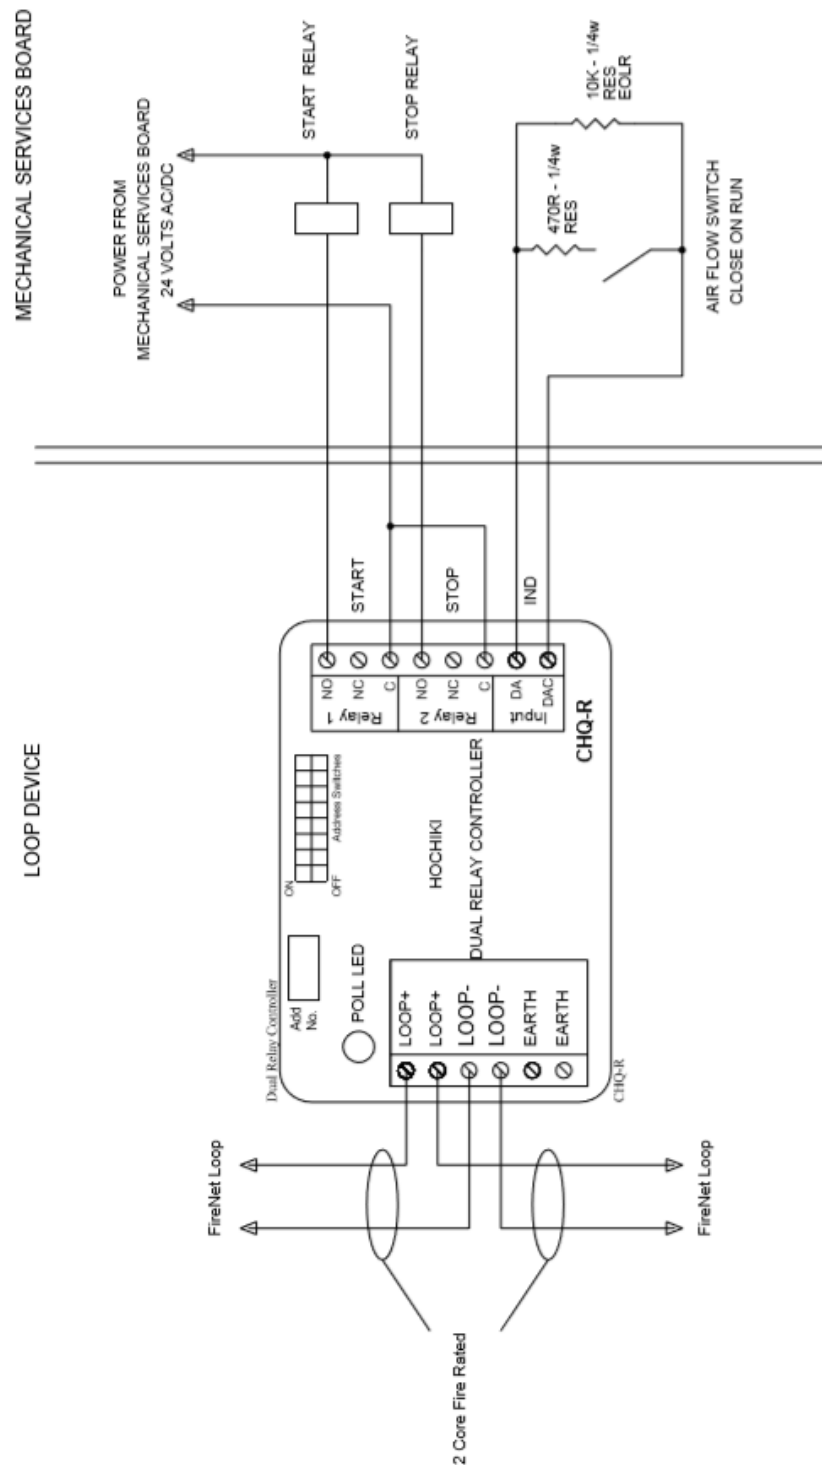 LOOP DEVICE
MECHANICAL SERVICES BOARD
POWER FROM
MECHANICAL SERVICES BOARD
24 VOLTS AC/DC
START RELAY
STOP RELAY
10K - 1/4w
RES
EOLR
470R - 1/4w
RES
AIR FLOW SWITCH
CLOSE ON RUN
START
STOP
IND
NO
NC
C
Relay 1
NO
NC
C
Relay 2
DA
DAC
Input
CHQ-R
ON
OFF
Address Switches
HOCHIKI
DUAL RELAY CONTROLLER
Dual Relay Controller
Add
No.
POLL LED
LOOP+
LOOP+
LOOP-
LOOP-
EARTH
EARTH
CHQ-R
FireNet Loop
FireNet Loop
2 Core Fire Rated